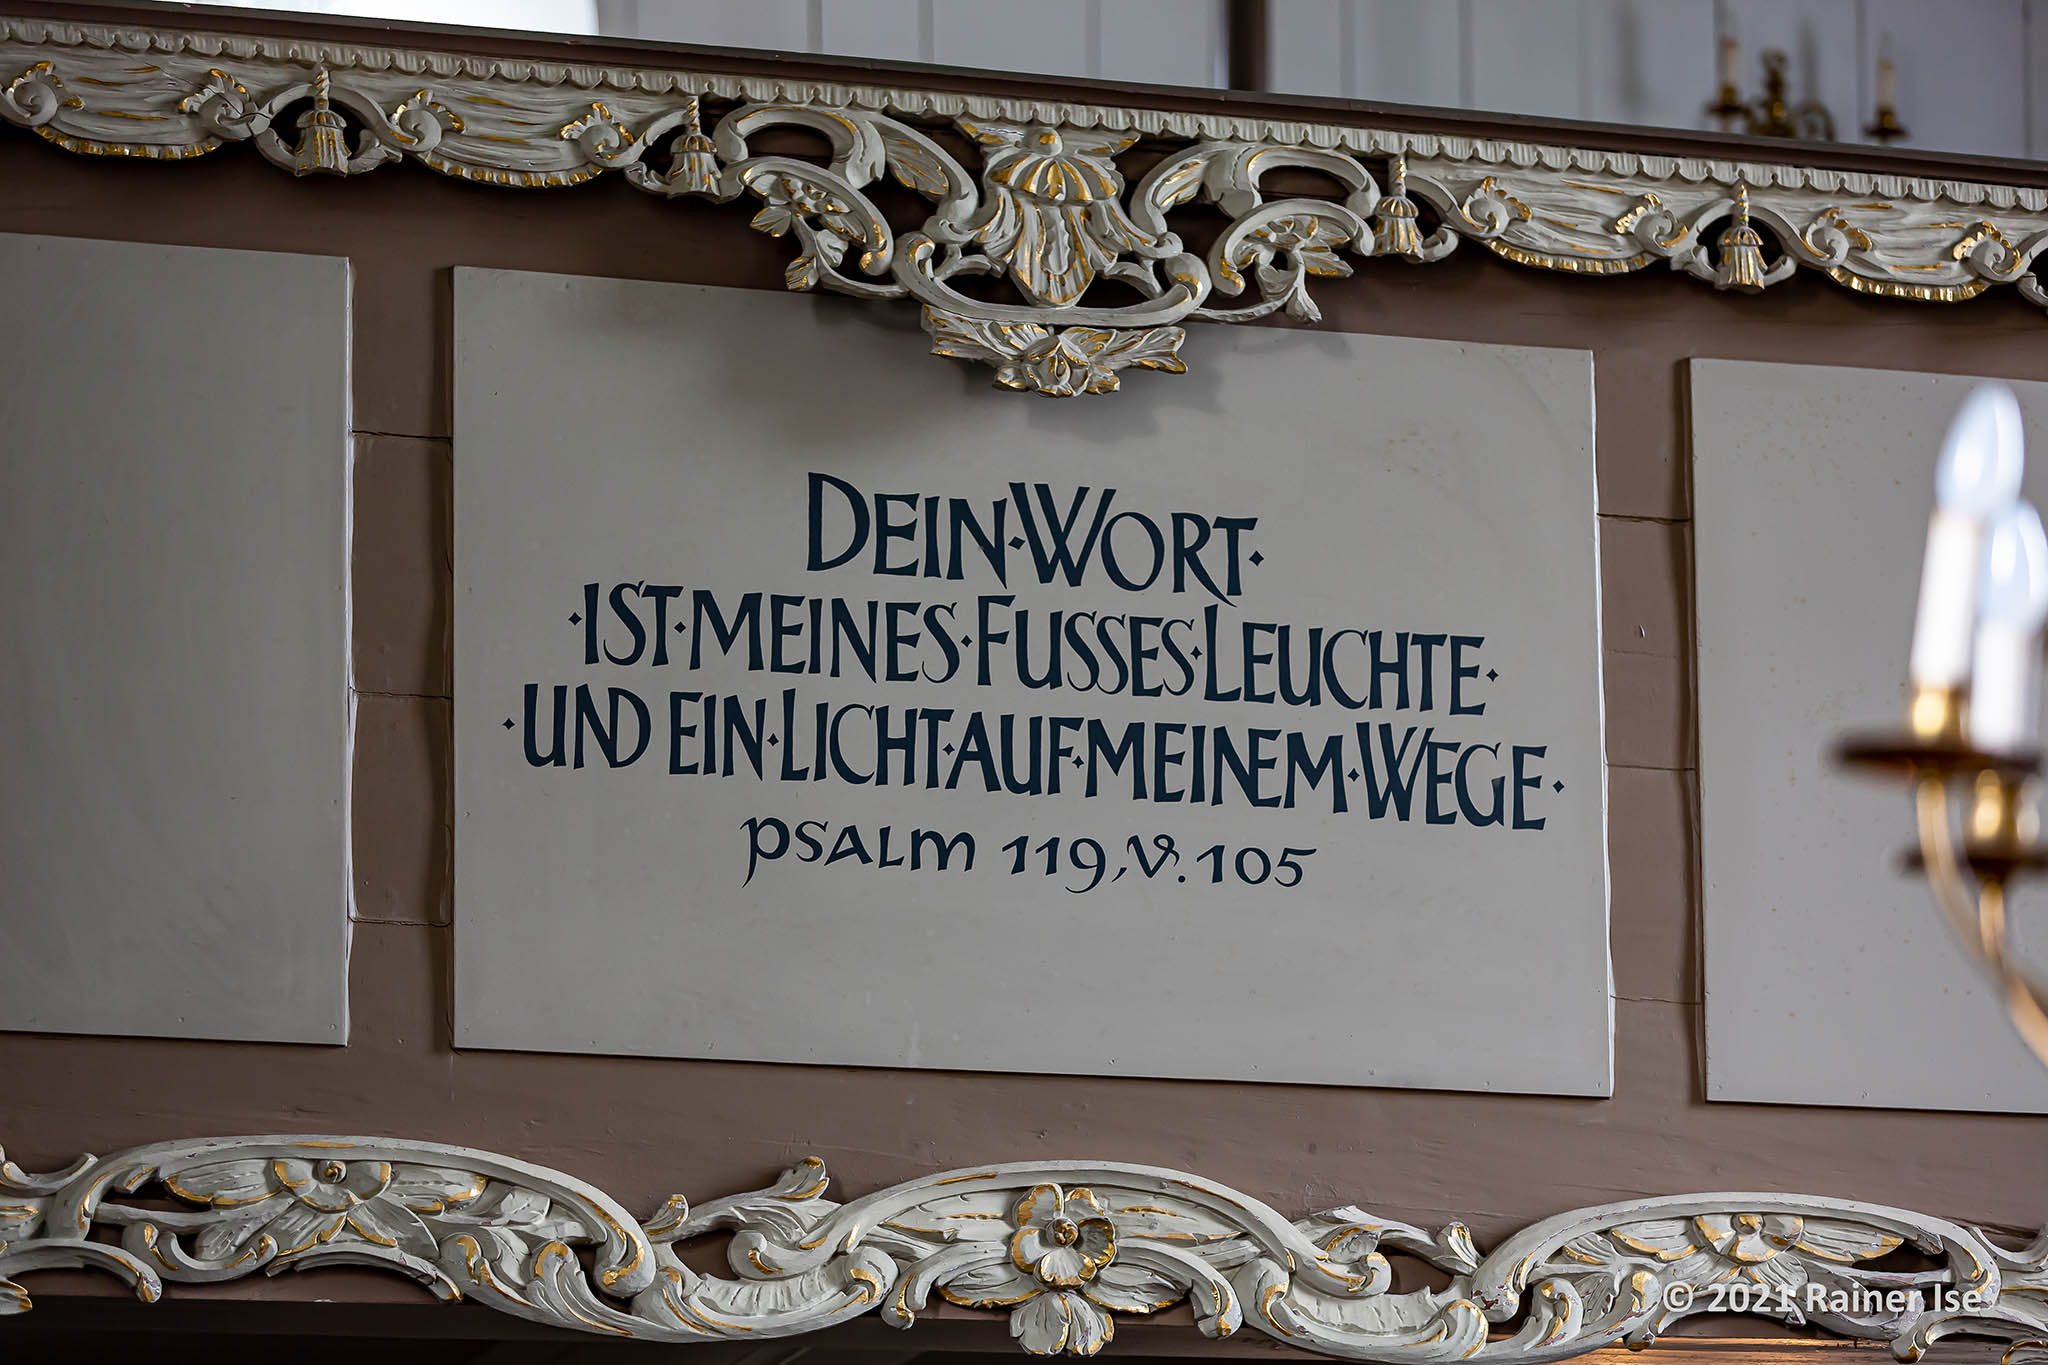 DEIN·WORT·
·IST·MEINES·FUSSES·LEUCHTE·
·UND EIN·LICHT·AUF·MEINEM·WEGE·
PSALM 119, V. 105
© 2021 Rainer Ise